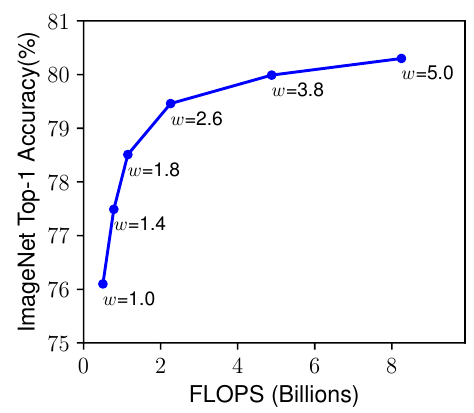 81
80
79
78
77
76
75
ImageNet Top-1 Accuracy(%)
w=5.0
w=3.8
w=2.6
w=1.8
w=1.4
w=1.0
0 2 4 6 8
FLOPS (Billions)